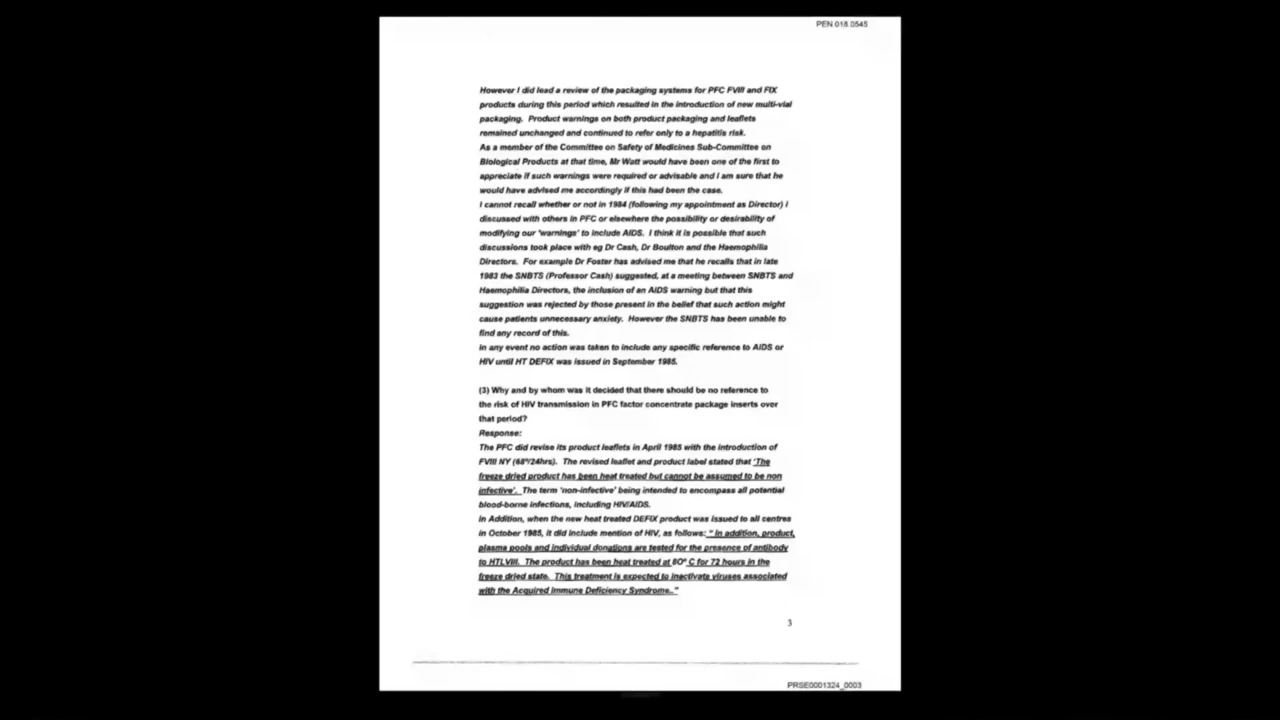 PEN.018.0545
However I did lead a review of the packaging systems for PFC FVIII and FIX
products during this period which resulted in the introduction of new multi-vial
packaging. Product warnings on both product packaging and leaflets
remained unchanged and continued to refer only to a hepatitis risk.
As a member of the Committee on Safety of Medicines Sub-Committee on
Biological Products at that time, Mr Watt would have been one of the first to
appreciate if such warnings were required or advisable and I am sure that he
would have advised me accordingly if this had been the case.
I cannot recall whether or not in 1984 (following my appointment as Director) I
discussed with others in PFC or elsewhere the possibility or desirability of
modifying our 'warnings' to include AIDS. I think it is possible that such
discussions took place with eg Dr Cash, Dr Boulton and the Haemophilia
Directors. For example Dr Foster has advised me that he recalls that in late
1983 the SNBTS (Professor Cash) suggested, at a meeting between SNBTS and
Haemophilia Directors, the inclusion of an AIDS warning but that this
suggestion was rejected by those present in the belief that such action might
cause patients unnecessary anxiety. However the SNBTS has been unable to
find any record of this.
In any event no action was taken to include any specific reference to AIDS or
HIV until HT DEFIX was issued in September 1985.
(3) Why and by whom was it decided that there should be no reference to
the risk of HIV transmission in PFC factor concentrate package inserts over
that period?
Response:
The PFC did revise its product leaflets in April 1985 with the introduction of
FVIII NY (68°/24hrs). The revised leaflet and product label stated that 'The
freeze dried product has been heat treated but cannot be assumed to be non
infective'. The term 'non-infective' being intended to encompass all potential
blood-borne infections, including HIV/AIDS.
In Addition, when the new heat treated DEFIX product was issued to all centres
in October 1985, it did include mention of HIV, as follows: " In addition, product,
plasma pools and individual donations are tested for the presence of antibody
to HTLVIII. The product has been heat treated at 80° C for 72 hours in the
freeze dried state. This treatment is expected to inactivate viruses associated
with the Acquired Immune Deficiency Syndrome.."
3
PRSE0001324_0003